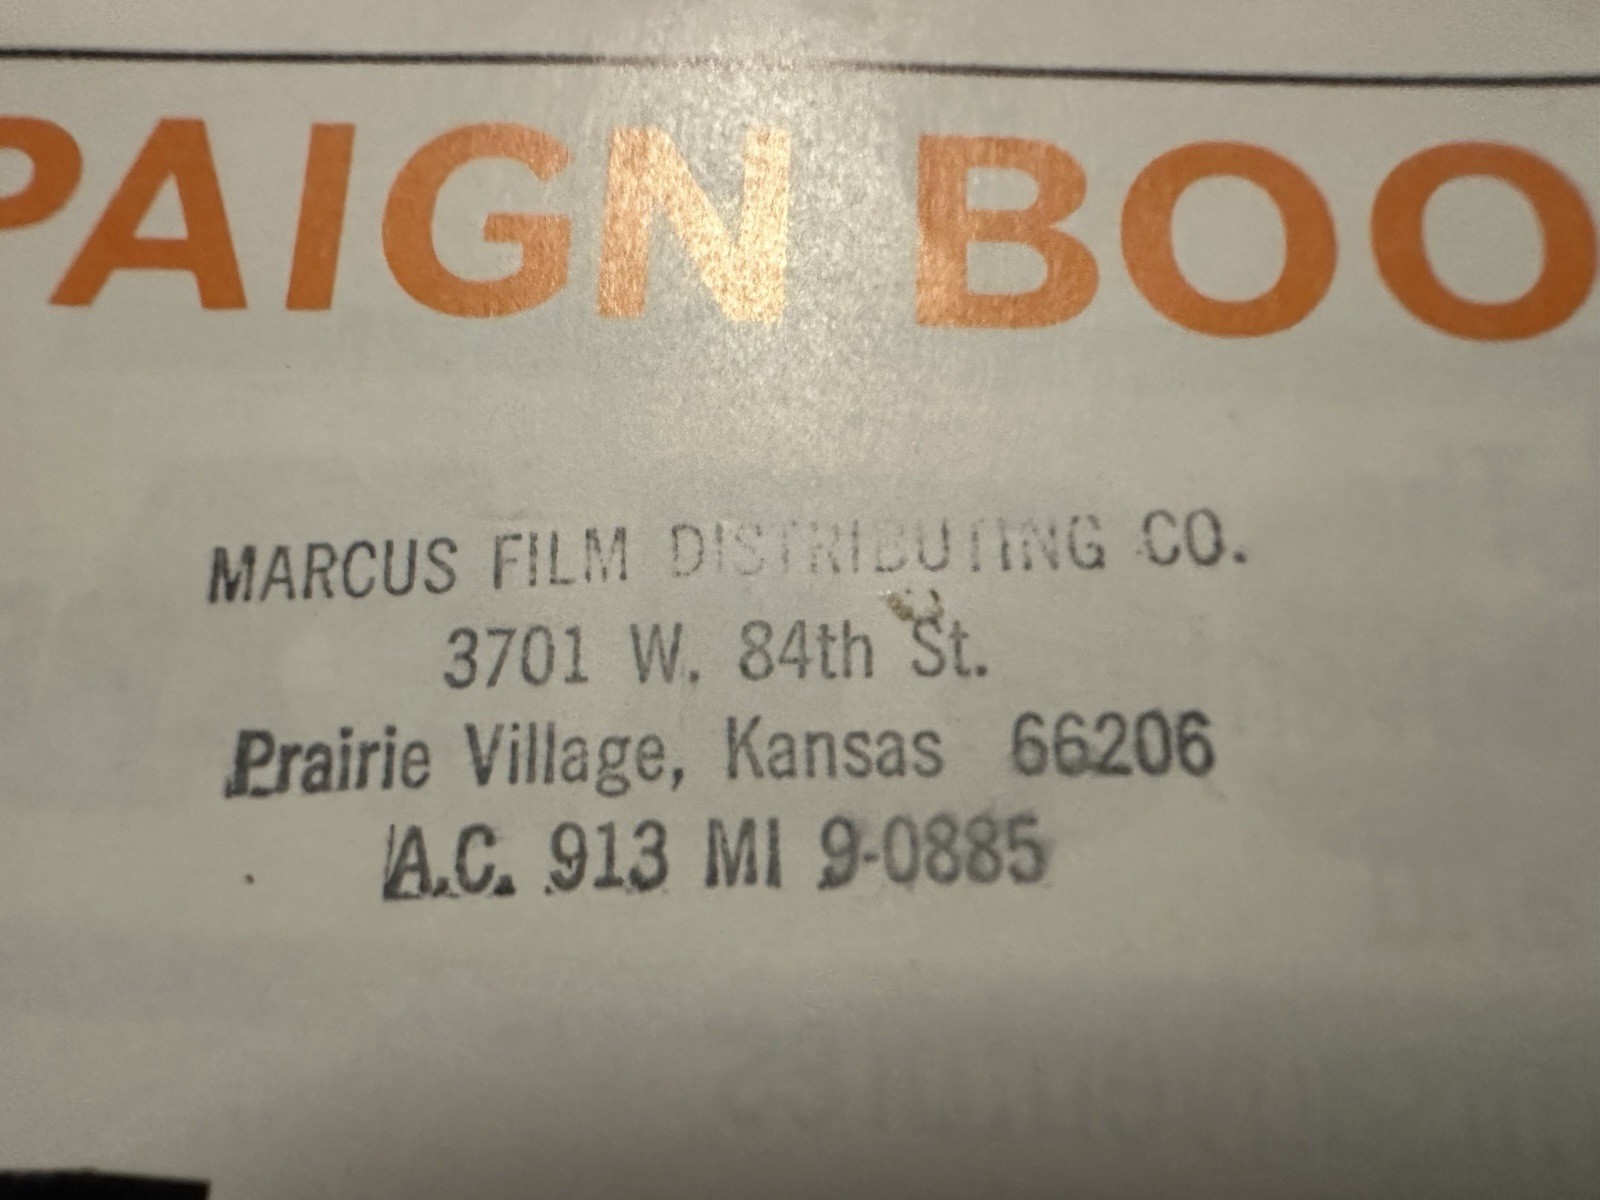 PAIGN BOO
MARCUS FILM DISTRIBUTING CO.
3701 W. 84th St.
Prairie Village, Kansas 66206
A.C. 913 MI 9-0885